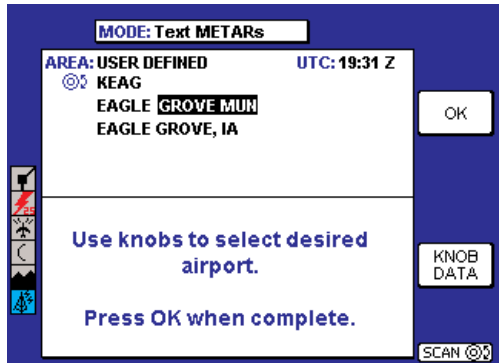 MODE: Text METARs
AREA: USER DEFINED UTC: 19:31 Z
KEAG
EAGLE GROVE MUN
EAGLE GROVE, IA
OK
25
Use knobs to select desired
airport.
KNOB
DATA
Press OK when complete.
SCAN